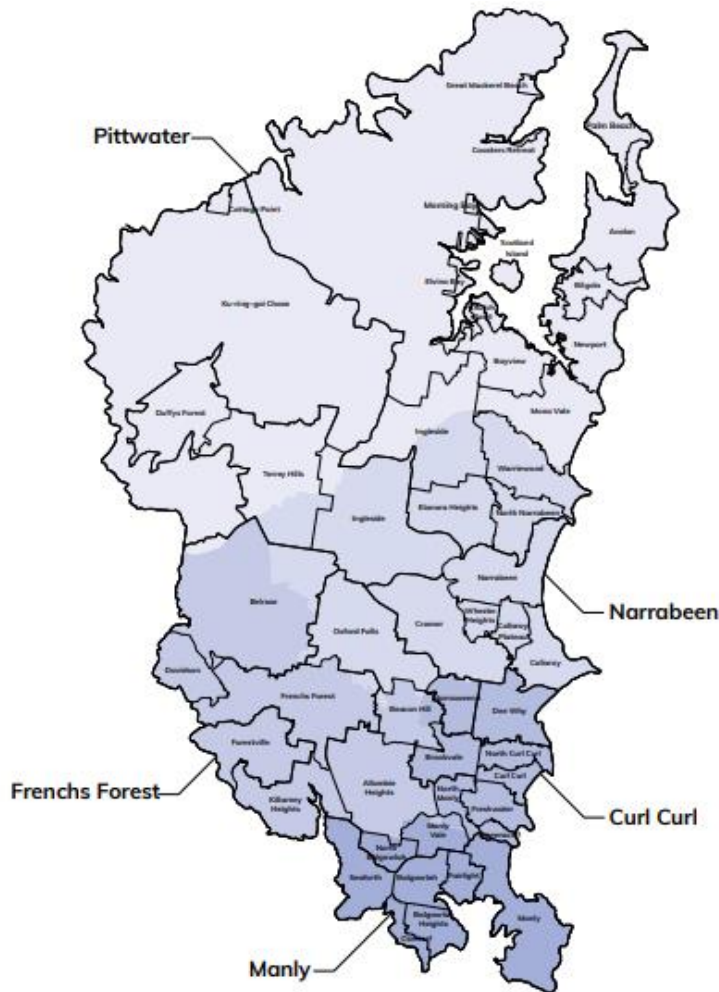 Great Mackerel Beach
Palm Beach
Pittwater
Coasters Retreat
Cottage Point
Morning Bay
Avalon
Scotland
Island
Elvina Bay
Bilgola
Ku-ring-gai Chase
Newport
Bayview
Duffys Forest
Mona Vale
Ingleside
Warriewood
Terrey Hills
Elanora Heights
North Narrabeen
Ingleside
Narrabeen
Belrose
Narrabeen
Wheeler
Heights
Cromer
Collaroy
Plateau
Oxford Falls
Collaroy
Davidson
Frenchs Forest
Beacon Hill
Dee Why
Forestville
Brookvale
North Curl Curl
Curl Curl
Frenchs Forest
Allambie
Heights
North
Manly
Killarney
Heights
Freshwater
Curl Curl
Manly
Vale
North
Balgowlah
Seaforth
Balgowlah
Fairlight
Manly
Balgowlah
Heights
Manly